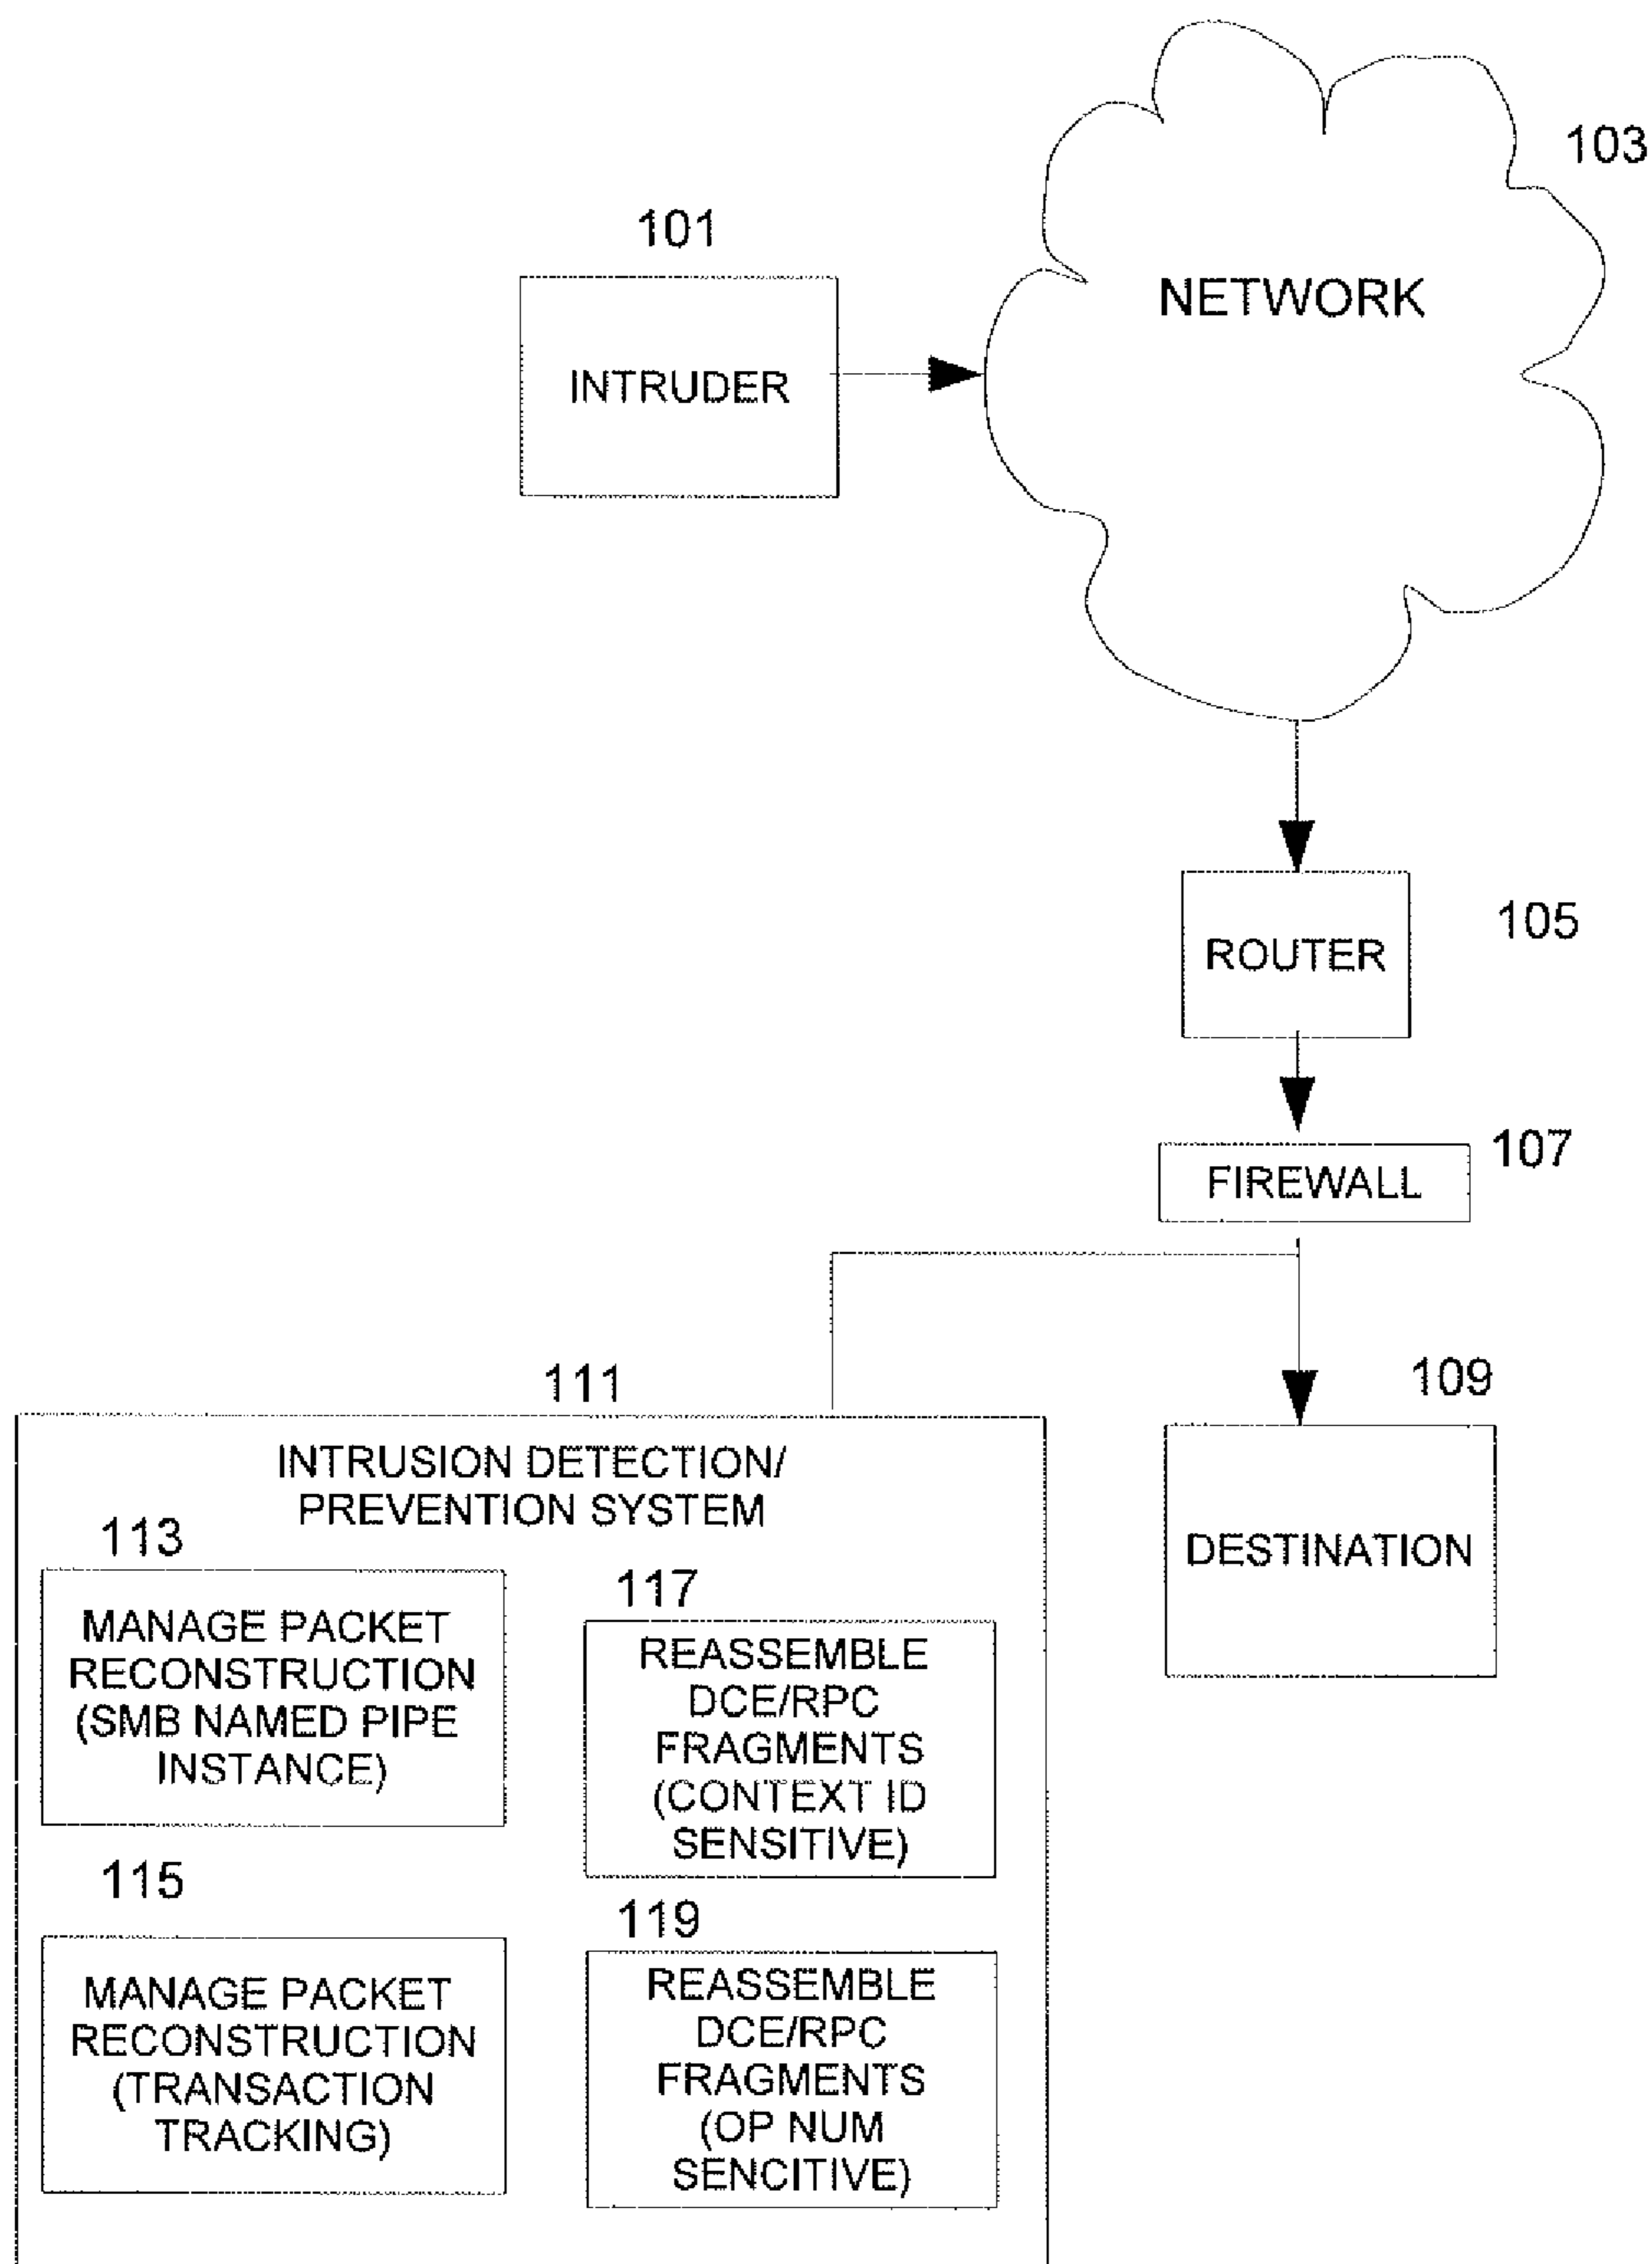 103
101
NETWORK
INTRUDER
105
ROUTER
107
FIREWALL
109
DESTINATION
111
INTRUSION DETECTION/
PREVENTION SYSTEM
113
MANAGE PACKET
RECONSTRUCTION
(SMB NAMED PIPE
INSTANCE)
117
REASSEMBLE
DCE/RPC
FRAGMENTS
(CONTEXT ID
SENSITIVE)
115
MANAGE PACKET
RECONSTRUCTION
(TRANSACTION
TRACKING)
119
REASSEMBLE
DCE/RPC
FRAGMENTS
(OP NUM
SENCITIVE)